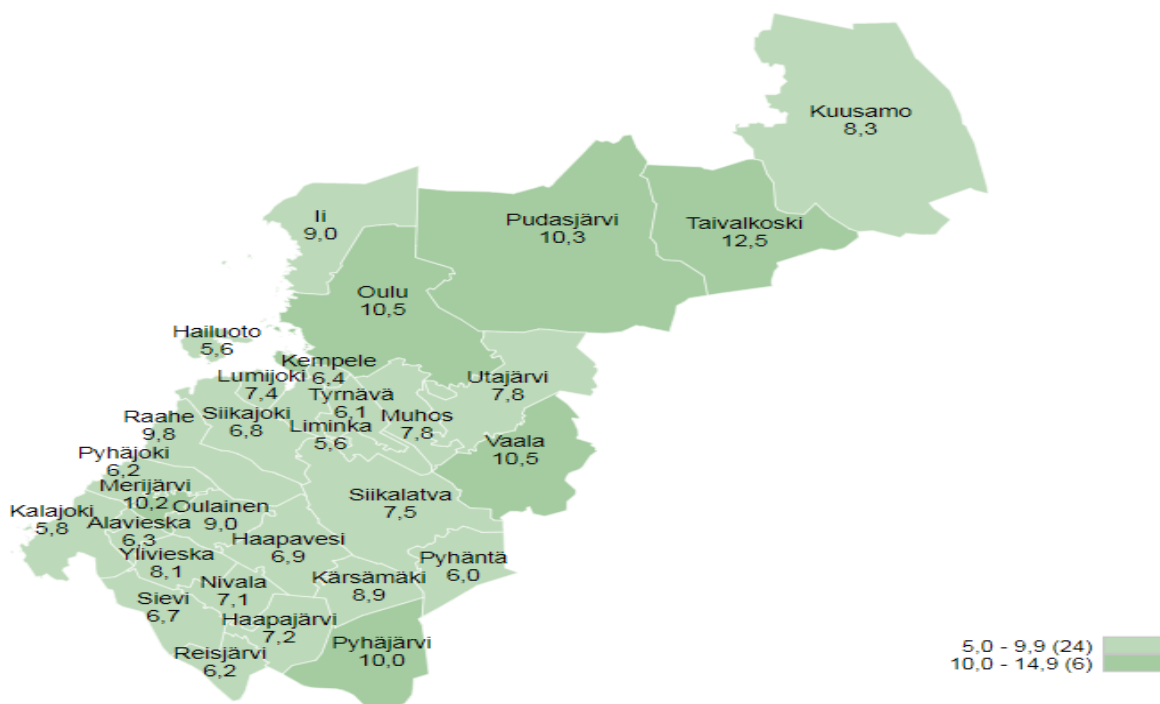 Kuusamo
8,3
Ii
9,0
Pudasjärvi
10,3
Taivalkoski
12,5
Oulu
10,5
Hailuoto
5,6
Kempele
6,4
Lumijoki
7,4
Utajärvi
7,8
Tyrnävä
6,1
Raahe
9,8
Siikajoki
6,8
Liminka
5,6
Muhos
7,8
Vaala
10,5
Pyhäjoki
6,2
Merijärvi
10,2
Siikalatva
7,5
Kalajoki
5,8
Oulainen
9,0
Alavieska
6,3
Haapavesi
6,9
Ylivieska
8,1
Pyhäntä
6,0
Nivala
7,1
Kärsämäki
8,9
Sievi
6,7
Haapajärvi
7,2
Pyhäjärvi
10,0
Reisjärvi
6,2
5,0 - 9,9 (24)
10,0 - 14,9 (6)